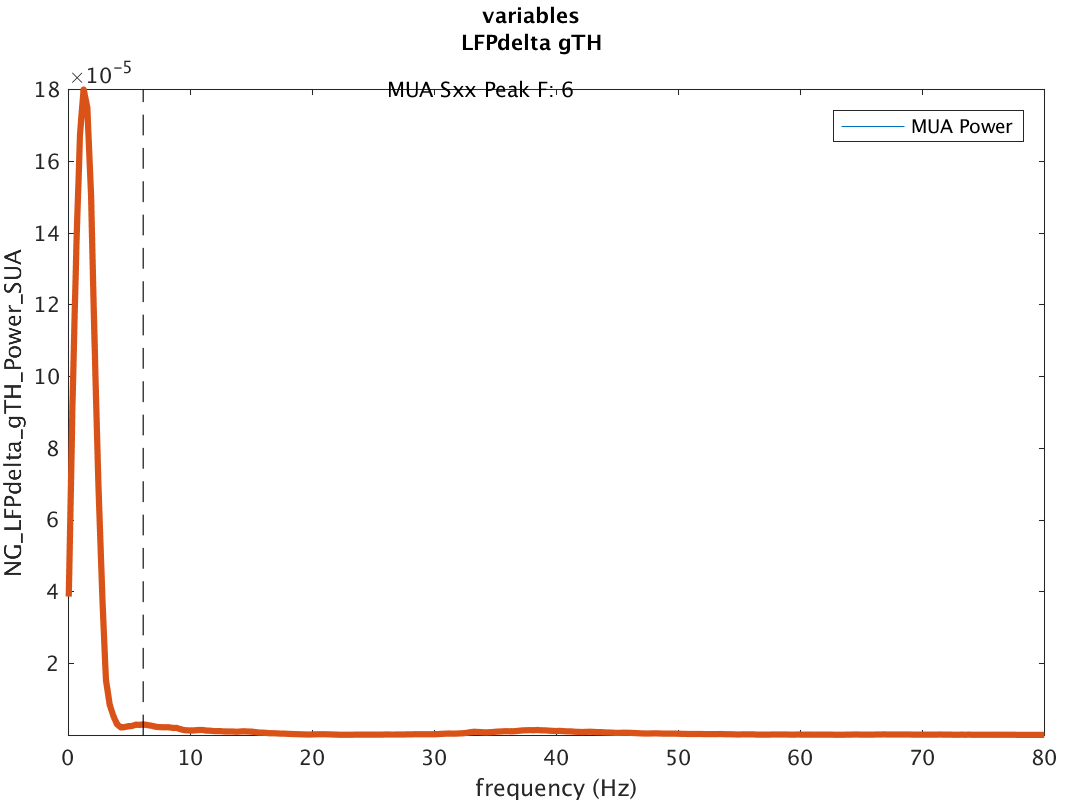 variables
LFPdelta gTH
×10⁻⁵
MUA Sxx Peak F: 6
MUA Power
18
16
14
12
10
8
6
4
2
NG_LFPdelta_gTH_Power_SUA
0 10 20 30 40 50 60 70 80
frequency (Hz)